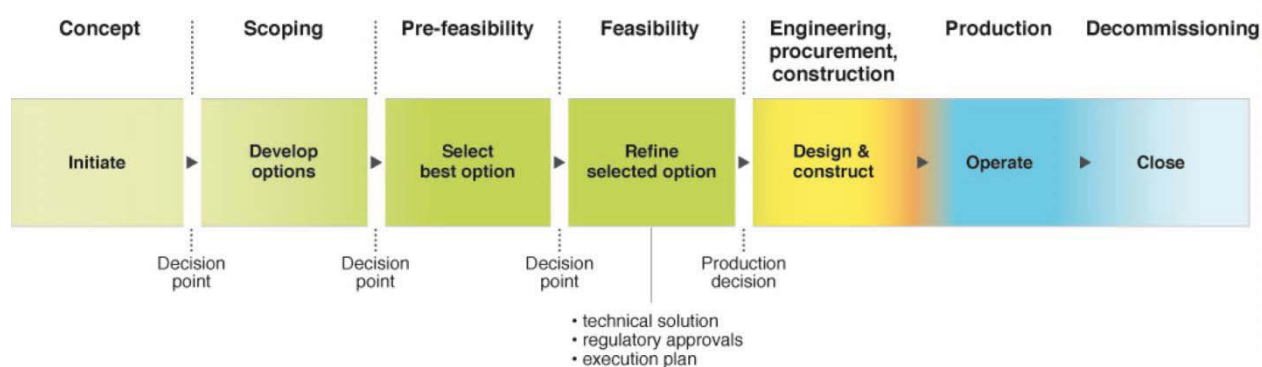 Concept
Scoping
Pre-feasibility
Feasibility
Engineering,
procurement,
construction
Production
Decommissioning
Initiate
Develop
options
Select
best option
Refine
selected option
Design &
construct
Operate
Close
Decision
point
Decision
point
Decision
point
Production
decision
• technical solution
• regulatory approvals
• execution plan